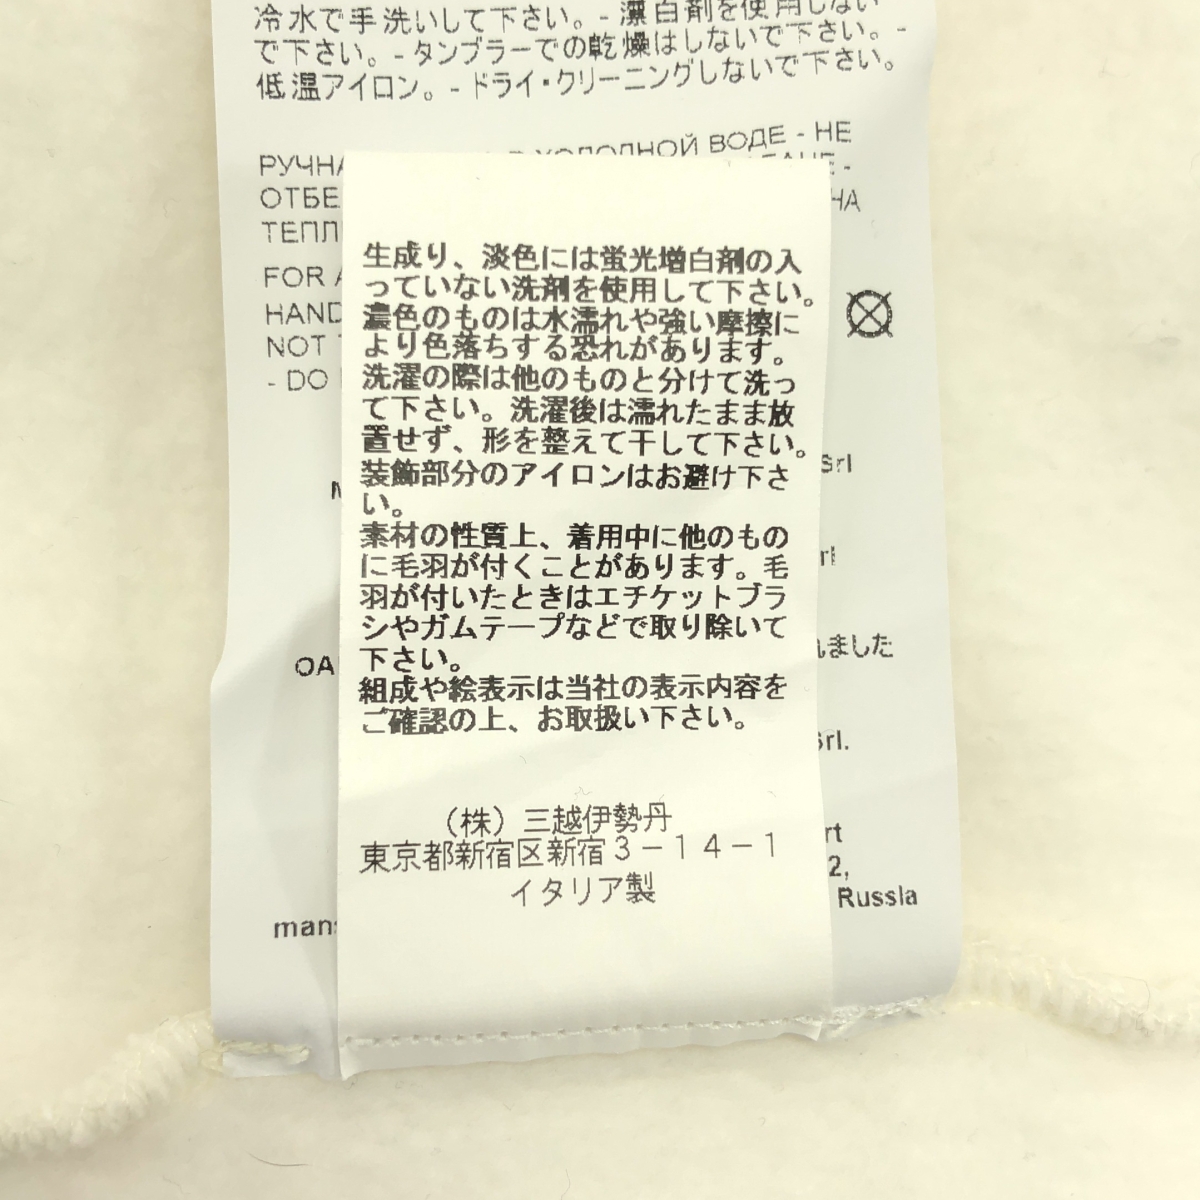 冷水で手洗いして下さい。- 漂白剤を使用しない
で下さい。- タンブラーでの乾燥はしないで下さい。-
低温アイロン。- ドライ・クリーニングしないで下さい。
ХОЛОДНОЙ ВОДЕ - НЕ
FOR
HAND
NOT
- DO
生成り、淡色には蛍光増白剤の入
っていない洗剤を使用して下さい。
濃色のものは水濡れや強い摩擦に
より色落ちする恐れがあります。
洗濯の際は他のものと分けて洗っ
て下さい。洗濯後は濡れたまま放
置せず、形を整えて干して下さい。
装飾部分のアイロンはお避け下さ
い。
素材の性質上、着用中に他のもの
に毛羽が付くことがあります。毛
羽が付いたときはエチケットブラ
シやガムテープなどで取り除いて
下さい。
組成や絵表示は当社の表示内容を
ご確認の上、お取扱い下さい。
（株）三越伊勢丹
東京都新宿区新宿３－１４－１
イタリア製
Srl
れました
Srl.
2,
Russia